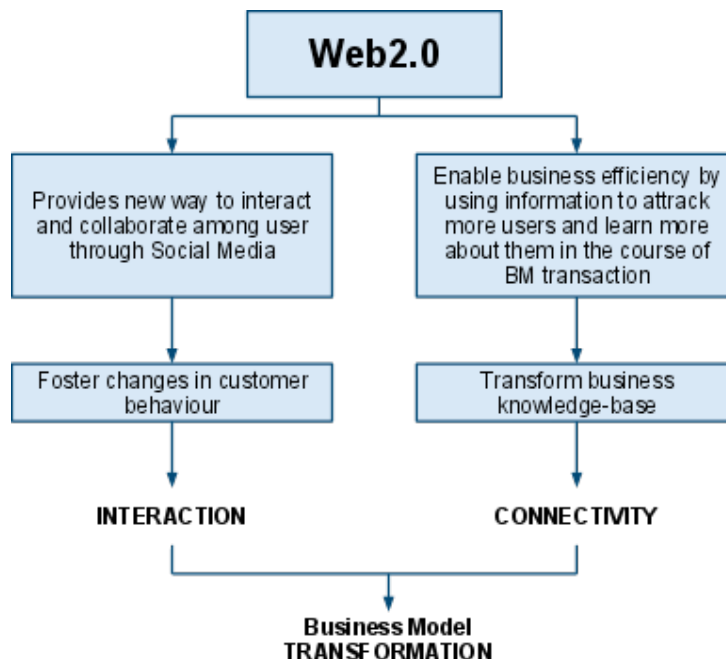 Web2.0
Provides new way to interact
and collaborate among user
through Social Media
Enable business efficiency by
using information to attrack
more users and learn more
about them in the course of
BM transaction
Foster changes in customer
behaviour
Transform business
knowledge-base
INTERACTION
CONNECTIVITY
Business Model
TRANSFORMATION